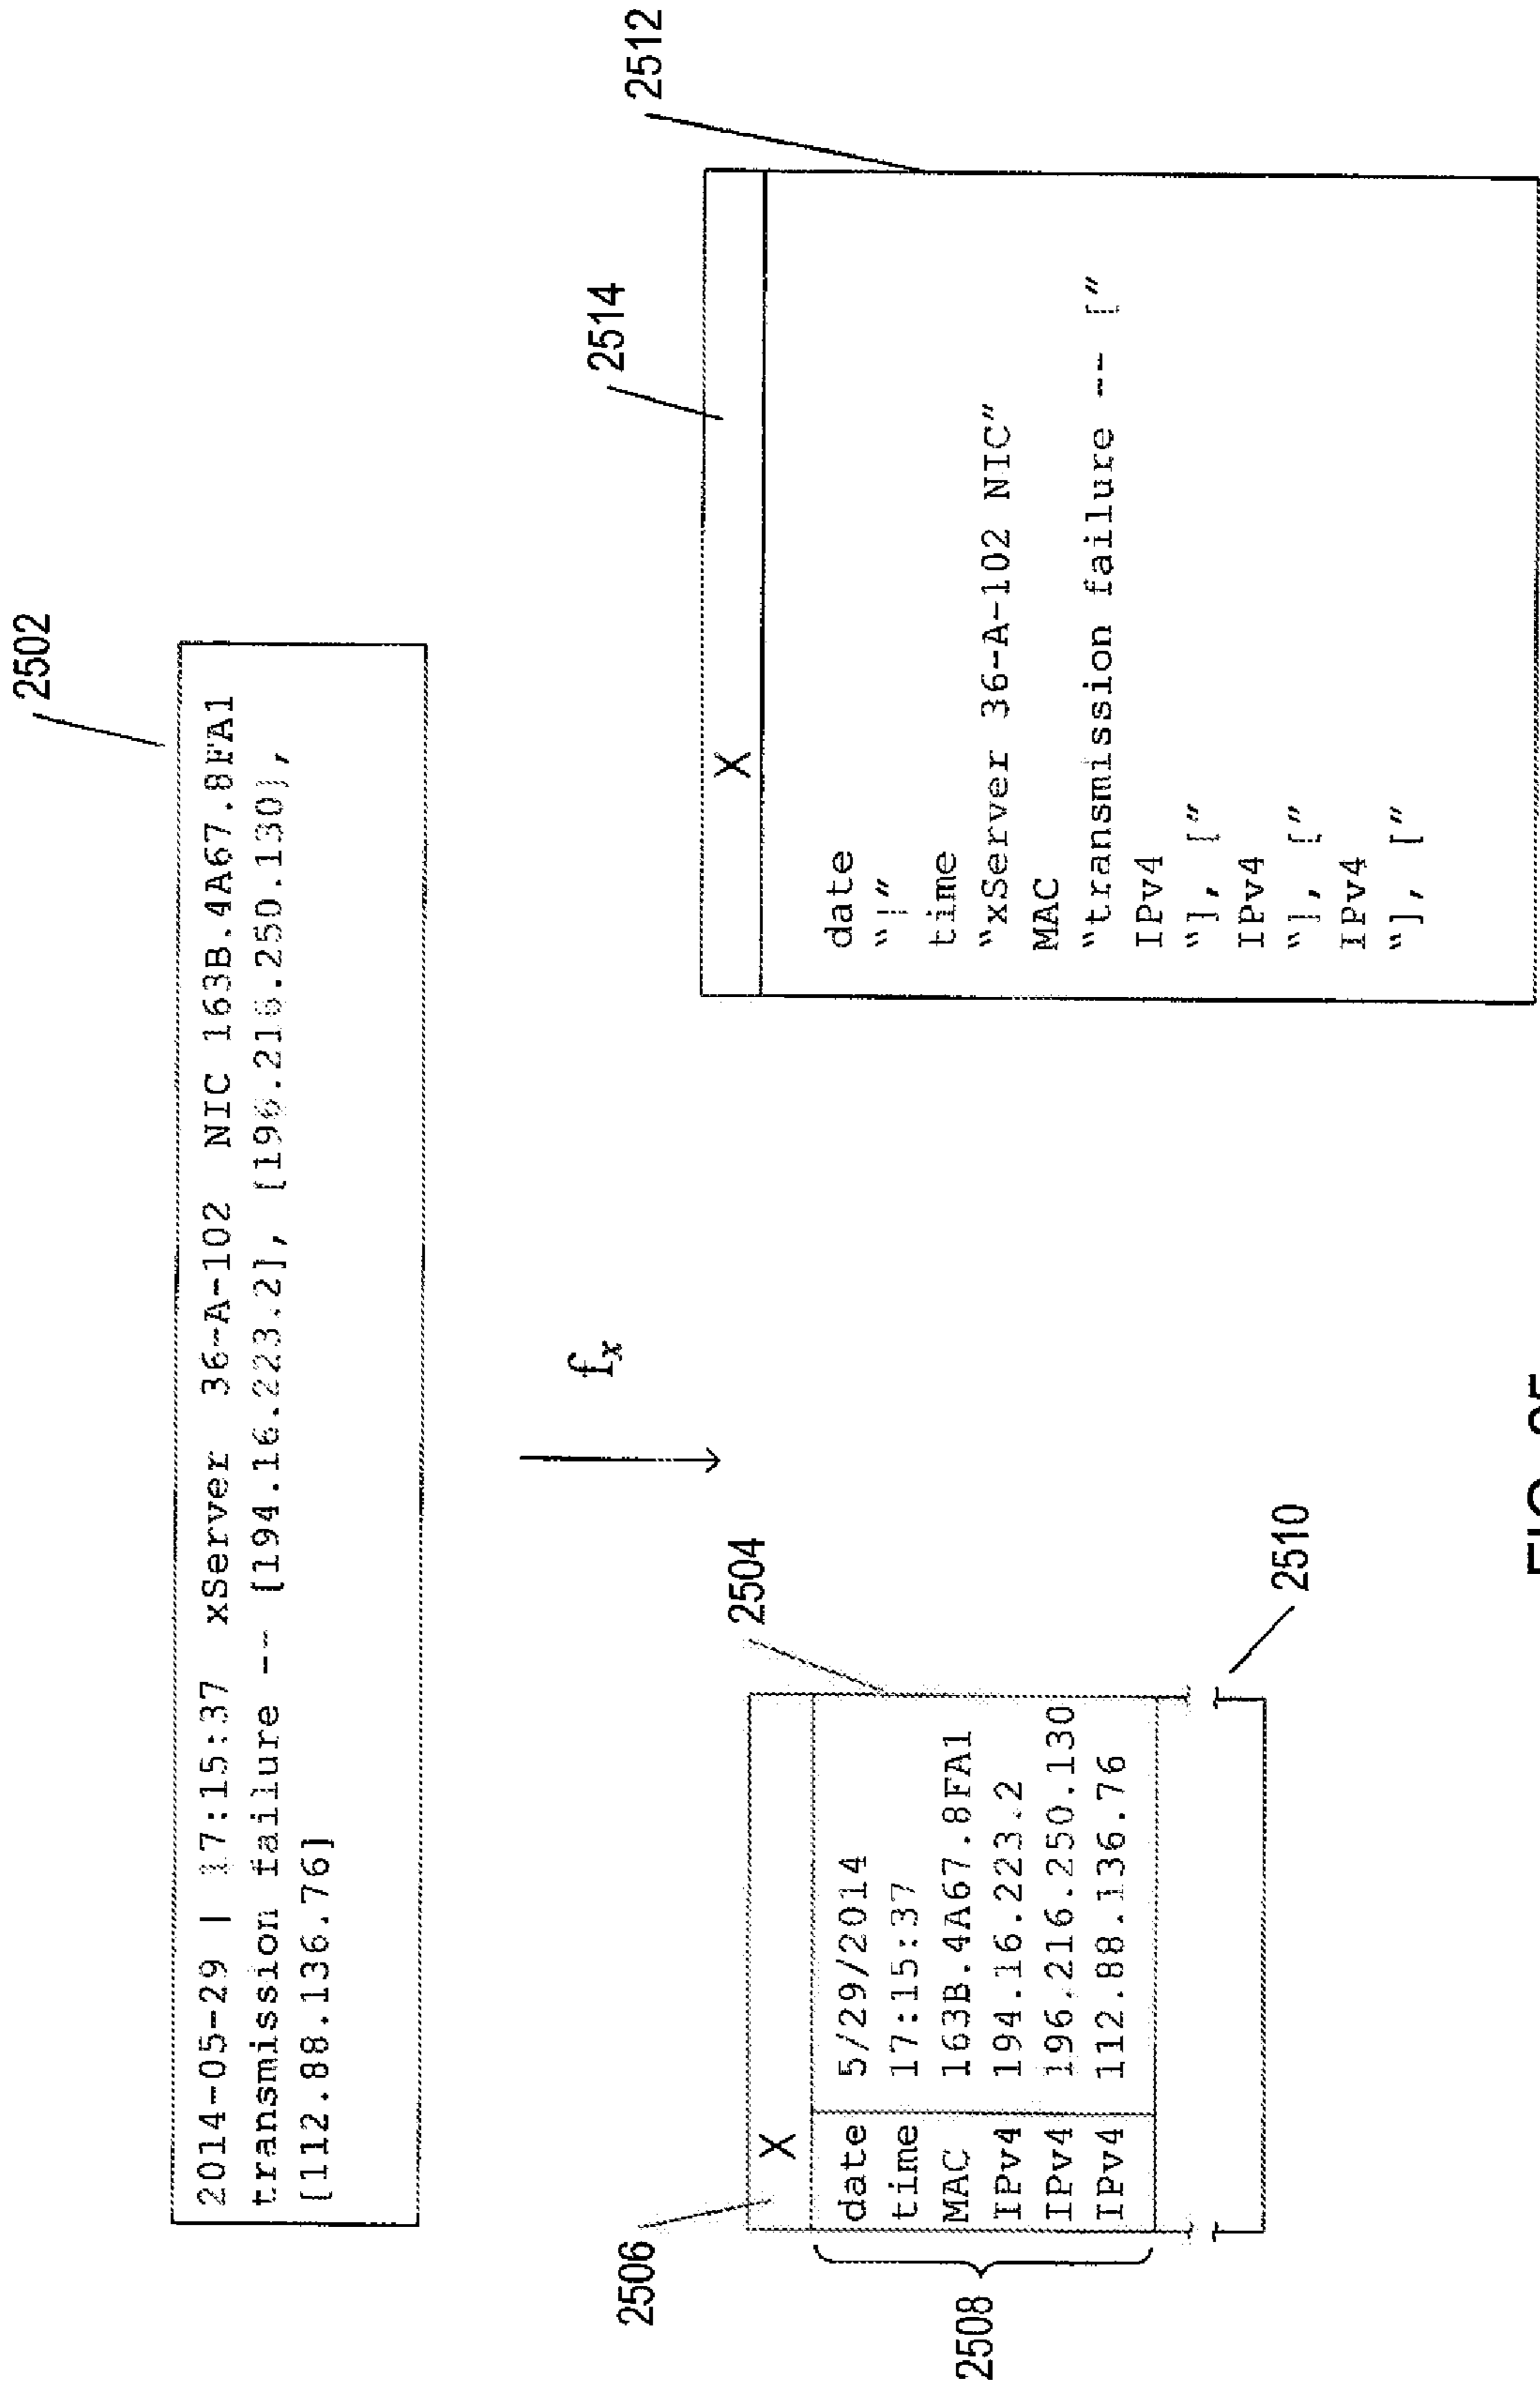 2502
2014-05-29 | 17:15:37 xServer 36-A-102 NIC 163B.4A67.8FA1
transmission failure -- [194.16.223.2], [196.216.250.130],
[112.88.136.76]
fx
2506
X
2504
date 5/29/2014
time 17:15:37
MAC 163B.4A67.8FA1
IPv4 194.16.223.2
IPv4 196.216.250.130
IPv4 112.88.136.76
2508
2510
2514
2512
X
date
"|"
time
"xServer 36-A-102 NIC"
MAC
"transmission failure -- ["
IPv4
"], ["
IPv4
"], ["
IPv4
"], ["